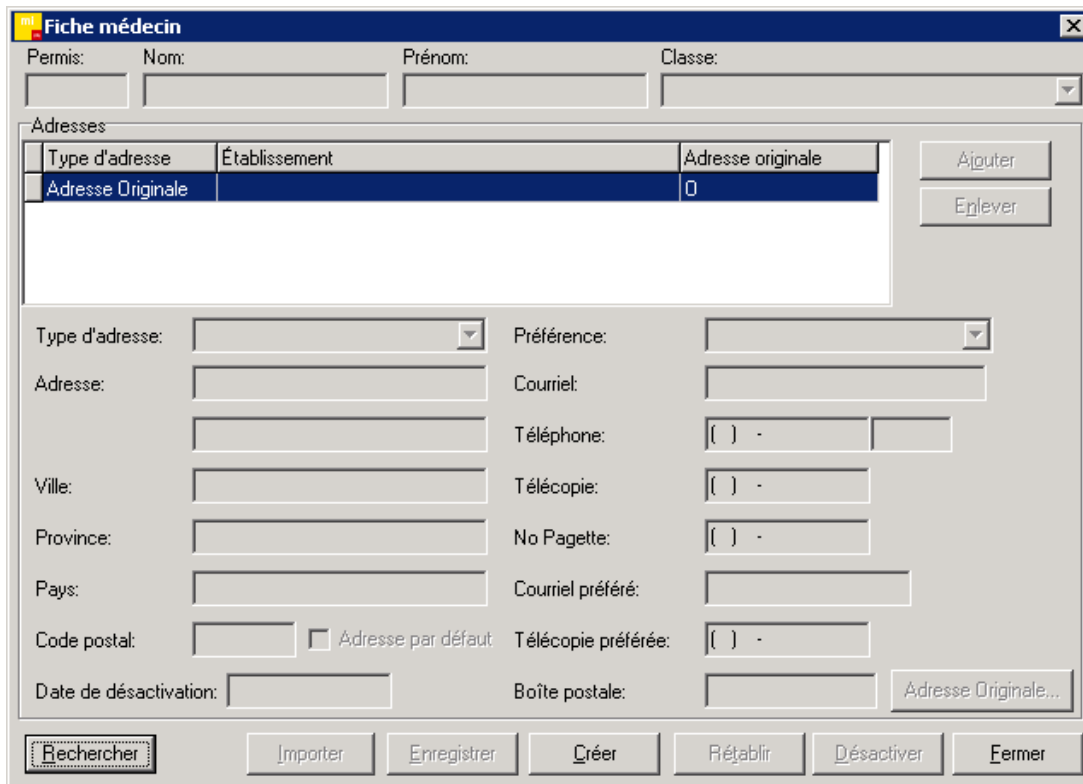 Fiche médecin
Permis: Nom: Prénom: Classe:
Adresses
Type d'adresse Établissement Adresse originale
Adresse Originale O
Ajouter
Enlever
Type d'adresse: Préférence:
Adresse: Courriel:
Téléphone: ( ) -
Ville: Télécopie: ( ) -
Province: No Pagette: ( ) -
Pays: Courriel préféré:
Code postal: Adresse par défaut Télécopie préférée: ( ) -
Date de désactivation: Boîte postale: Adresse Originale...
Rechercher Importer Enregistrer Créer Rétablir Désactiver Fermer